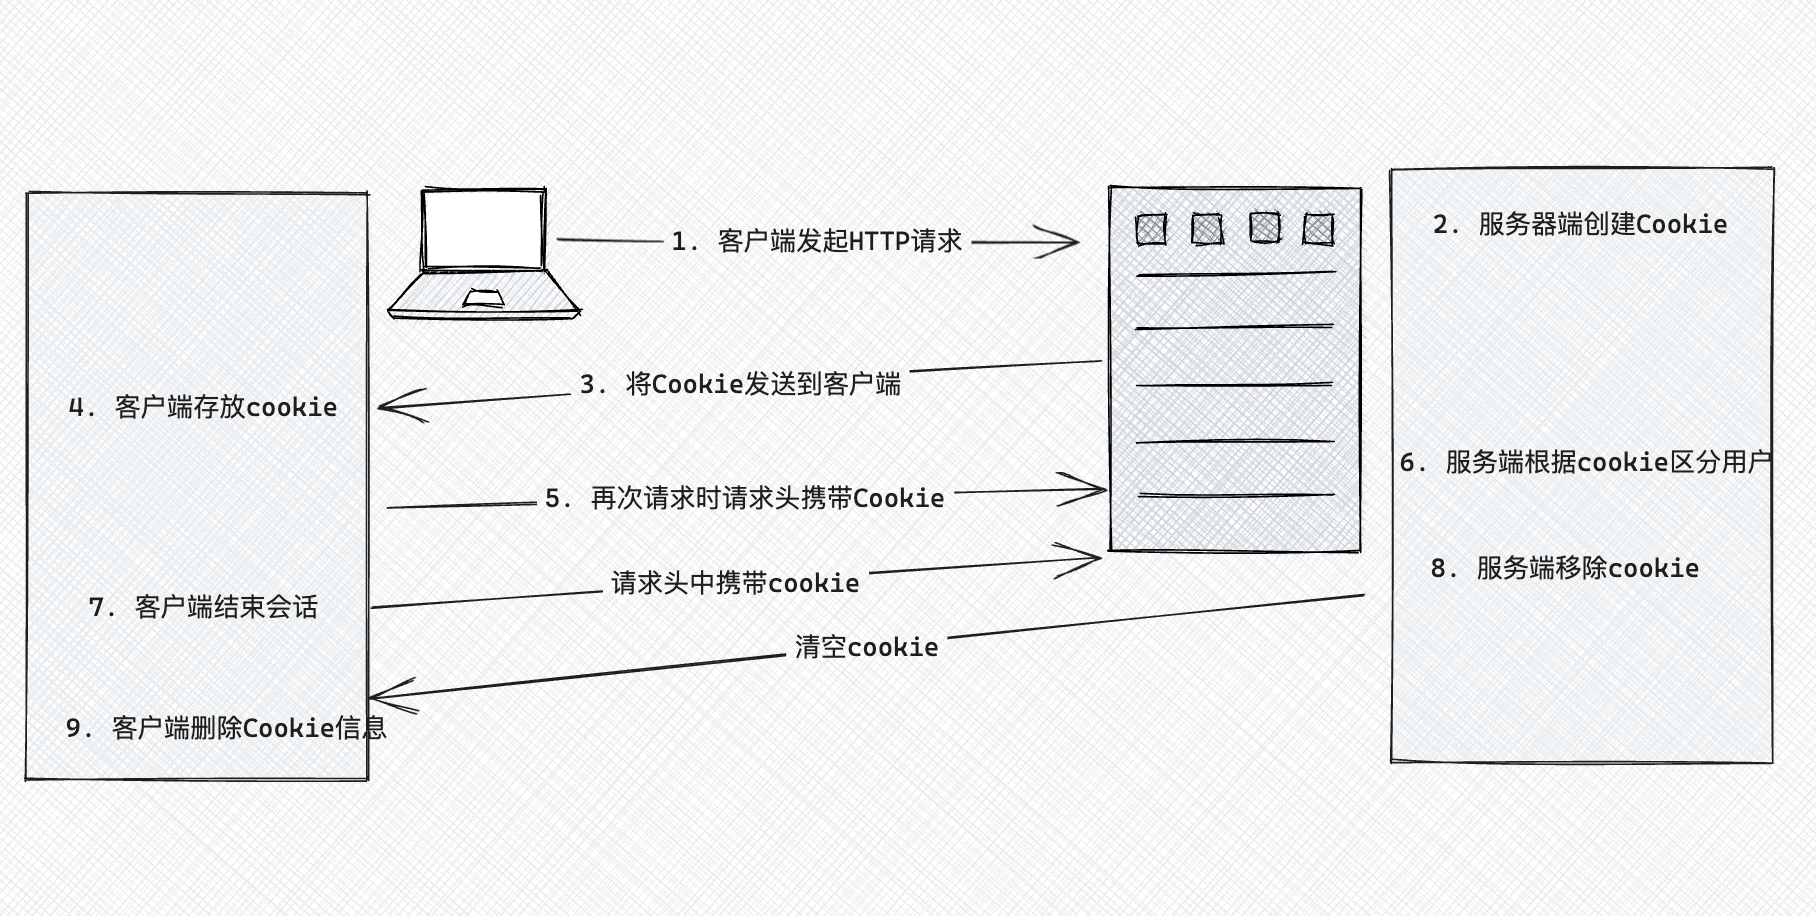 1. 客户端发起HTTP请求
2. 服务器端创建Cookie
3. 将Cookie发送到客户端
4. 客户端存放cookie
5. 再次请求时请求头携带Cookie
6. 服务端根据cookie区分用户
7. 客户端结束会话
请求头中携带cookie
8. 服务端移除cookie
清空cookie
9. 客户端删除Cookie信息